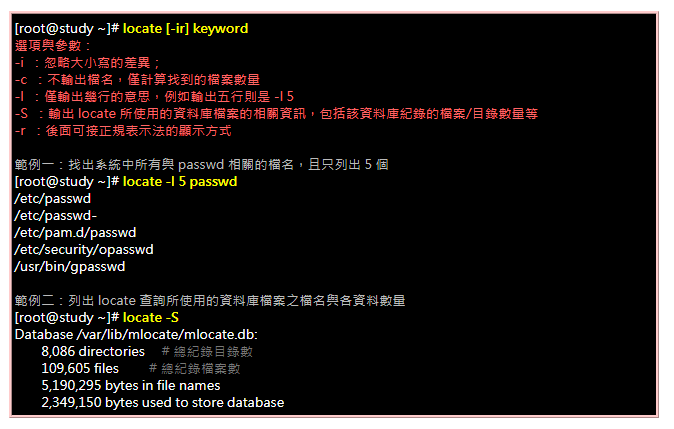 [root@study ~]# locate [-ir] keyword
選項與參數：
-i ：忽略大小寫的差異；
-c ：不輸出檔名，僅計算找到的檔案數量
-l ：僅輸出幾行的意思，例如輸出五行則是 -l 5
-S ：輸出 locate 所使用的資料庫檔案的相關資訊，包括該資料庫紀錄的檔案/目錄數量等
-r ：後面可接正規表示法的顯示方式
範例一：找出系統中所有與 passwd 相關的檔名，且只列出 5 個
[root@study ~]# locate -l 5 passwd
/etc/passwd
/etc/passwd-
/etc/pam.d/passwd
/etc/security/opasswd
/usr/bin/gpasswd
範例二：列出 locate 查詢所使用的資料庫檔案之檔名與各資料數量
[root@study ~]# locate -S
Database /var/lib/mlocate/mlocate.db:
8,086 directories # 總紀錄目錄數
109,605 files # 總紀錄檔案數
5,190,295 bytes in file names
2,349,150 bytes used to store database